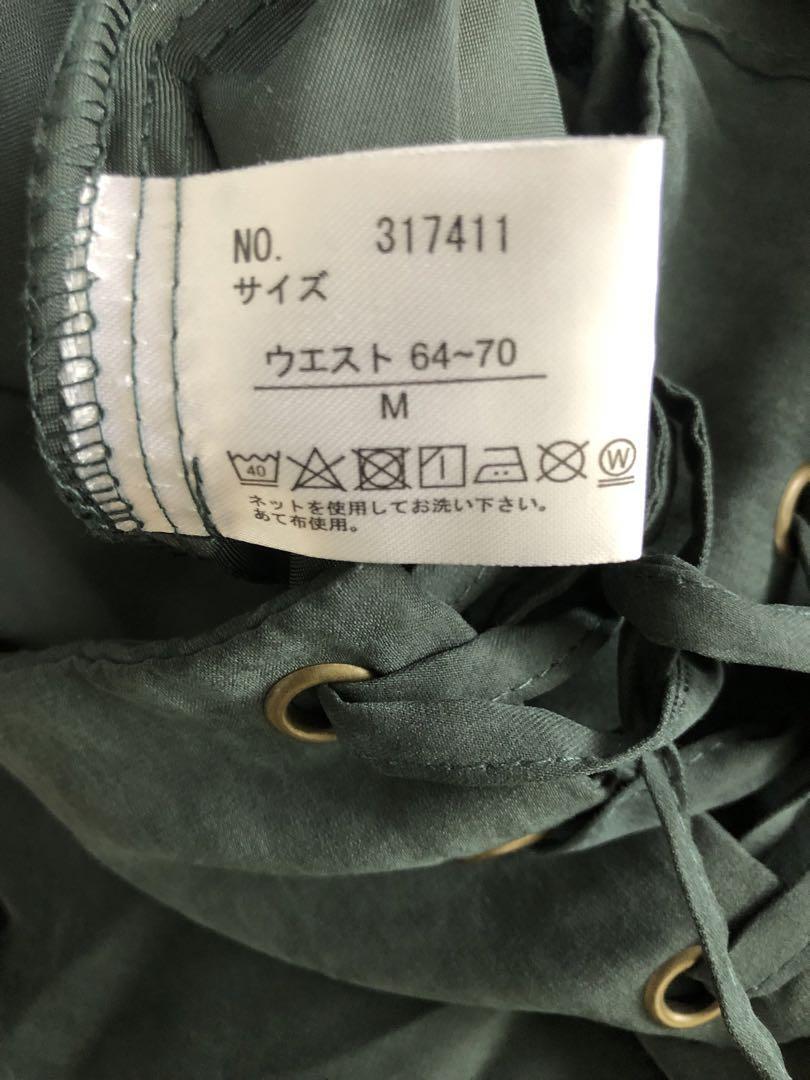 NO. 317411
サイズ
ウエスト 64~70
M
40 W
ネットを使用してお洗い下さい。
あて布使用。